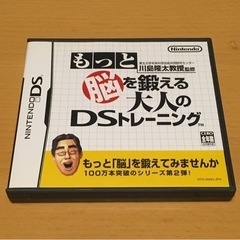 Nintendo
東北大学未来科学技術共同研究センター
川島隆太教授監修
もっと
脳を鍛える
大人の
DSトレーニング
NINTENDO DS
もっと「脳」を鍛えてみませんか
100万本突破のシリーズ第2弾!